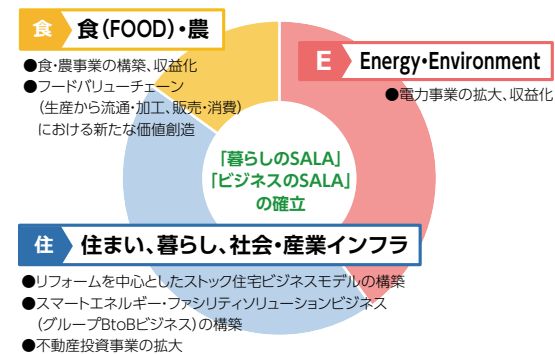 食 食(FOOD)・農
●食・農事業の構築、収益化
●フードバリューチェーン
(生産から流通・加工、販売・消費)
における新たな価値創造
E Energy・Environment
●電力事業の拡大、収益化
「暮らしのSALA」
「ビジネスのSALA」
の確立
住 住まい、暮らし、社会・産業インフラ
●リフォームを中心としたストック住宅ビジネスモデルの構築
●スマートエネルギー・ファシリティソリューションビジネス
(グループBtoBビジネス)の構築
●不動産投資事業の拡大